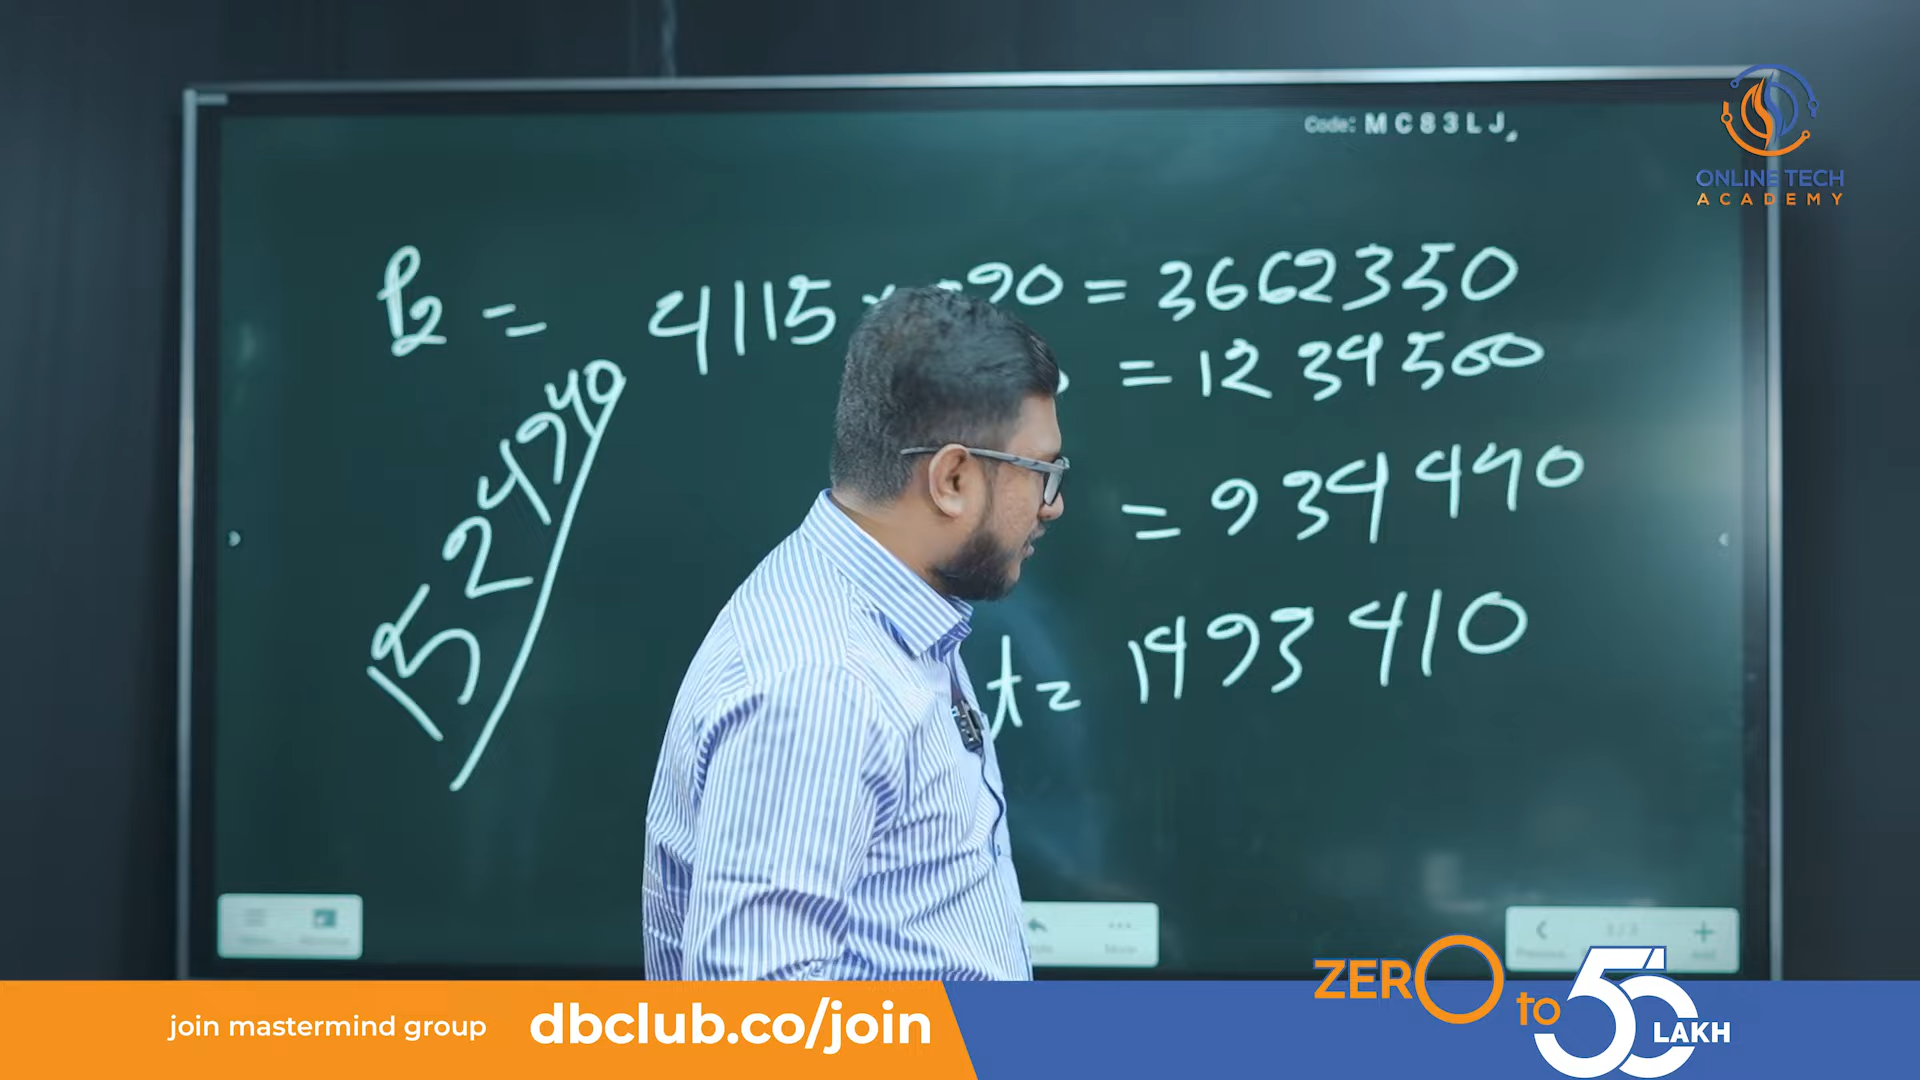 Code: MC83LJ
ONLINE TECH
ACADEMY
P2 = 4115 × 90 = 3662350
= 1234500
= 934440
t = 1493410
1524940
ZERO to 50 LAKH
join mastermind group dbclub.co/join